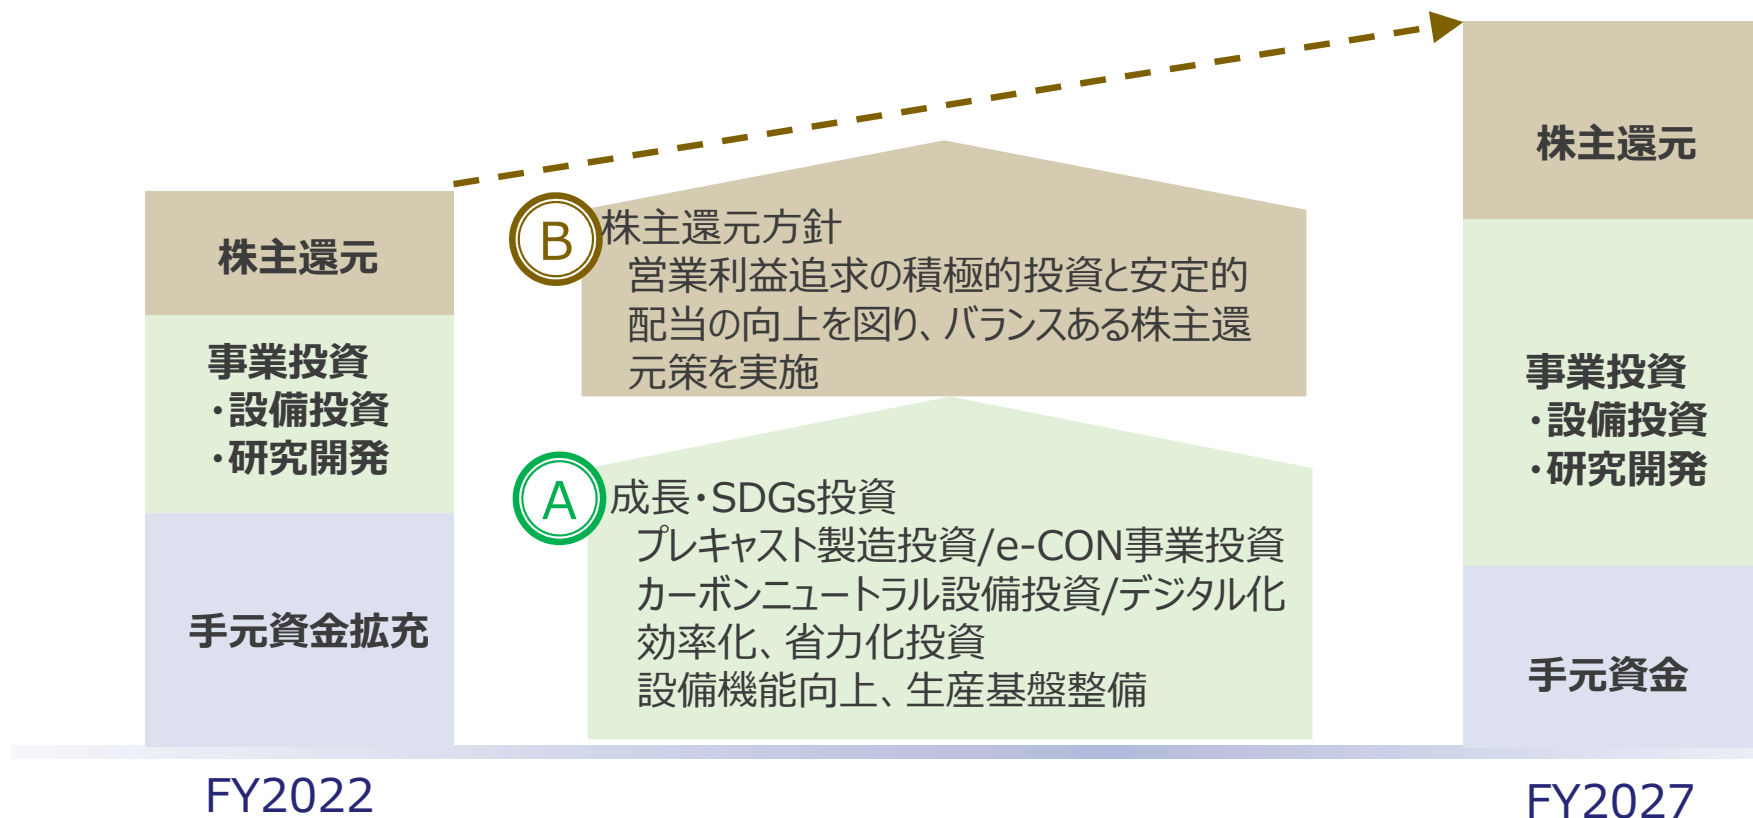 株主還元
事業投資
・設備投資
・研究開発
手元資金拡充
FY2022
B
株主還元方針
営業利益追求の積極的投資と安定的
配当の向上を図り、バランスある株主還
元策を実施
A
成長・SDGs投資
プレキャスト製造投資/e-CON事業投資
カーボンニュートラル設備投資/デジタル化
効率化、省力化投資
設備機能向上、生産基盤整備
株主還元
事業投資
・設備投資
・研究開発
手元資金
FY2027